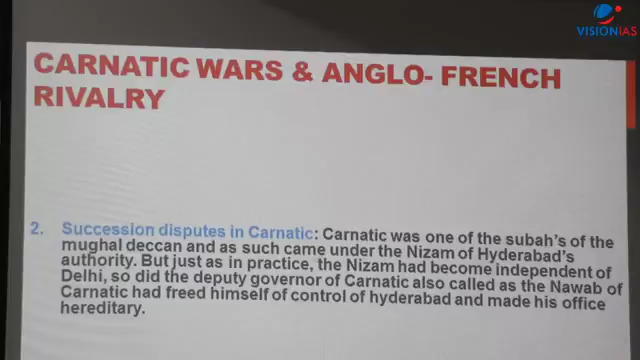 VISIONIAS
CARNATIC WARS & ANGLO- FRENCH
RIVALRY
2. Succession disputes in Carnatic: Carnatic was one of the subah's of the
mughal deccan and as such came under the Nizam of Hyderabad's
authority. But just as in practice, the Nizam had become independent of
Delhi, so did the deputy governor of Carnatic also called as the Nawab of
Carnatic had freed himself of control of hyderabad and made his office
hereditary.